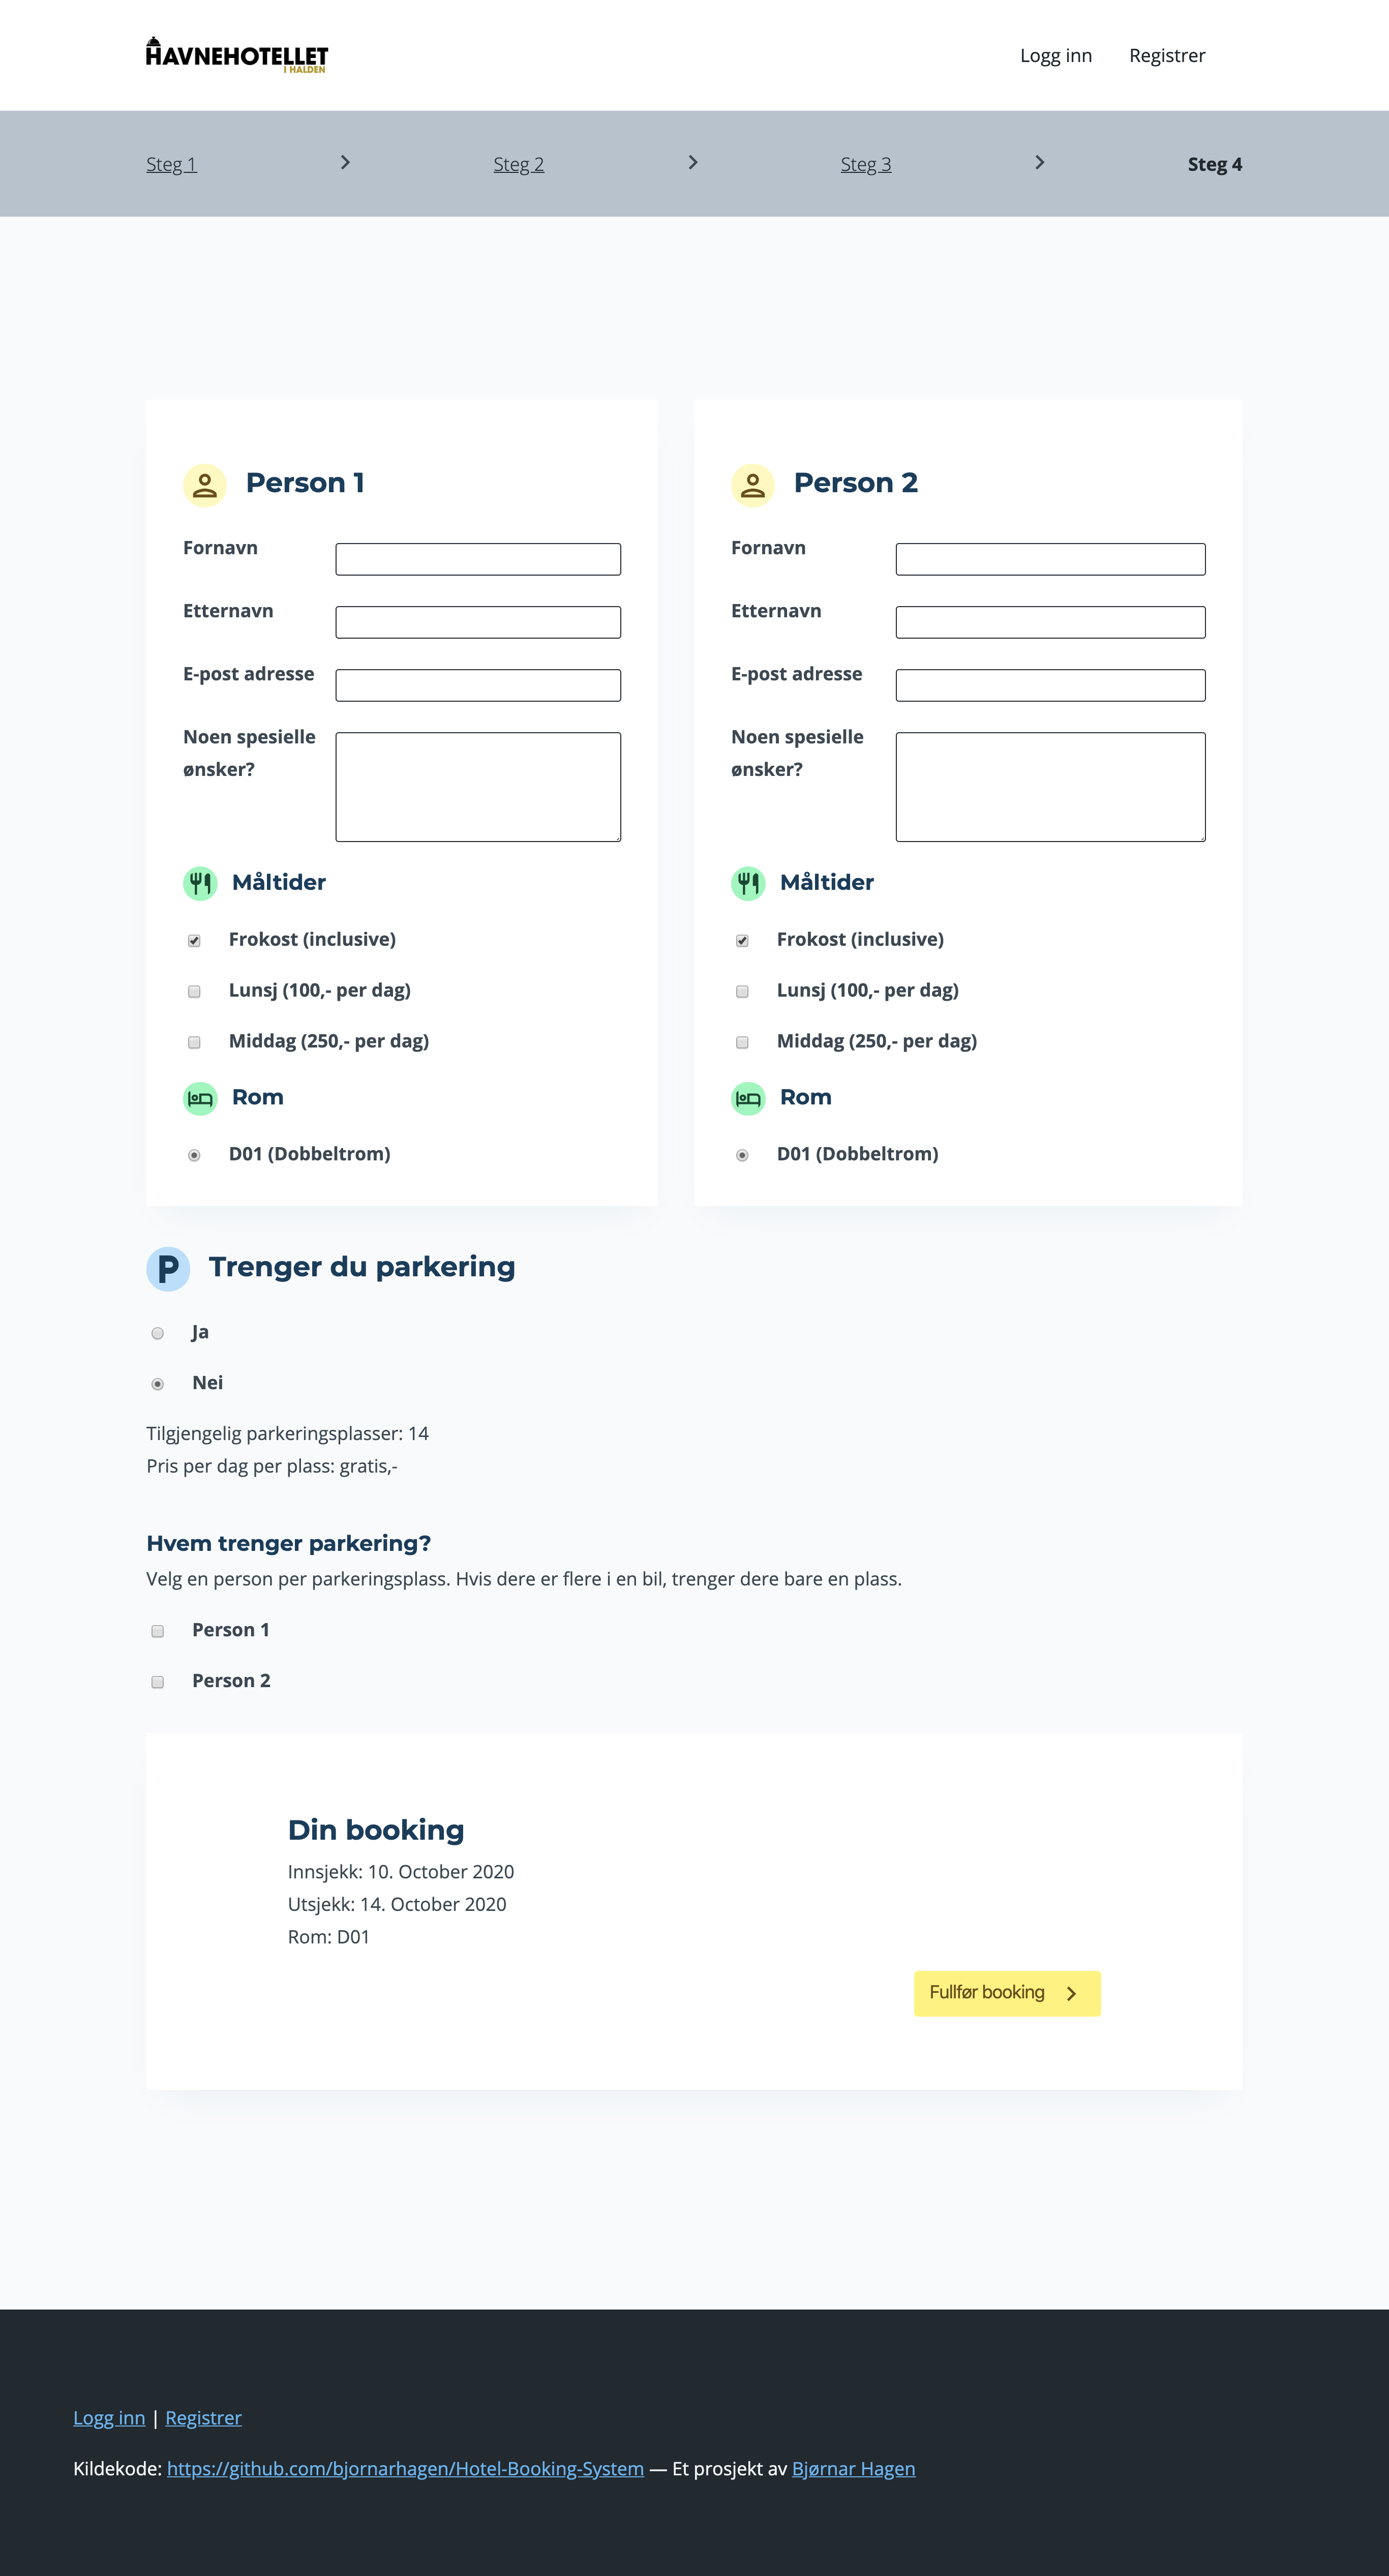 HAVNEHOTELLET
I HALDEN
Logg inn
Registrer
Steg 1
Steg 2
Steg 3
Steg 4
Person 1
Fornavn
Etternavn
E-post adresse
Noen spesielle
ønsker?
Måltider
Frokost (inclusive)
Lunsj (100,- per dag)
Middag (250,- per dag)
Rom
D01 (Dobbeltrom)
Person 2
Fornavn
Etternavn
E-post adresse
Noen spesielle
ønsker?
Måltider
Frokost (inclusive)
Lunsj (100,- per dag)
Middag (250,- per dag)
Rom
D01 (Dobbeltrom)
P Trenger du parkering
Ja
Nei
Tilgjengelig parkeringsplasser: 14
Pris per dag per plass: gratis,-
Hvem trenger parkering?
Velg en person per parkeringsplass. Hvis dere er flere i en bil, trenger dere bare en plass.
Person 1
Person 2
Din booking
Innsjekk: 10. October 2020
Utsjekk: 14. October 2020
Rom: D01
Fullfør booking
Logg inn | Registrer
Kildekode: https://github.com/bjornarhagen/Hotel-Booking-System — Et prosjekt av Bjørnar Hagen